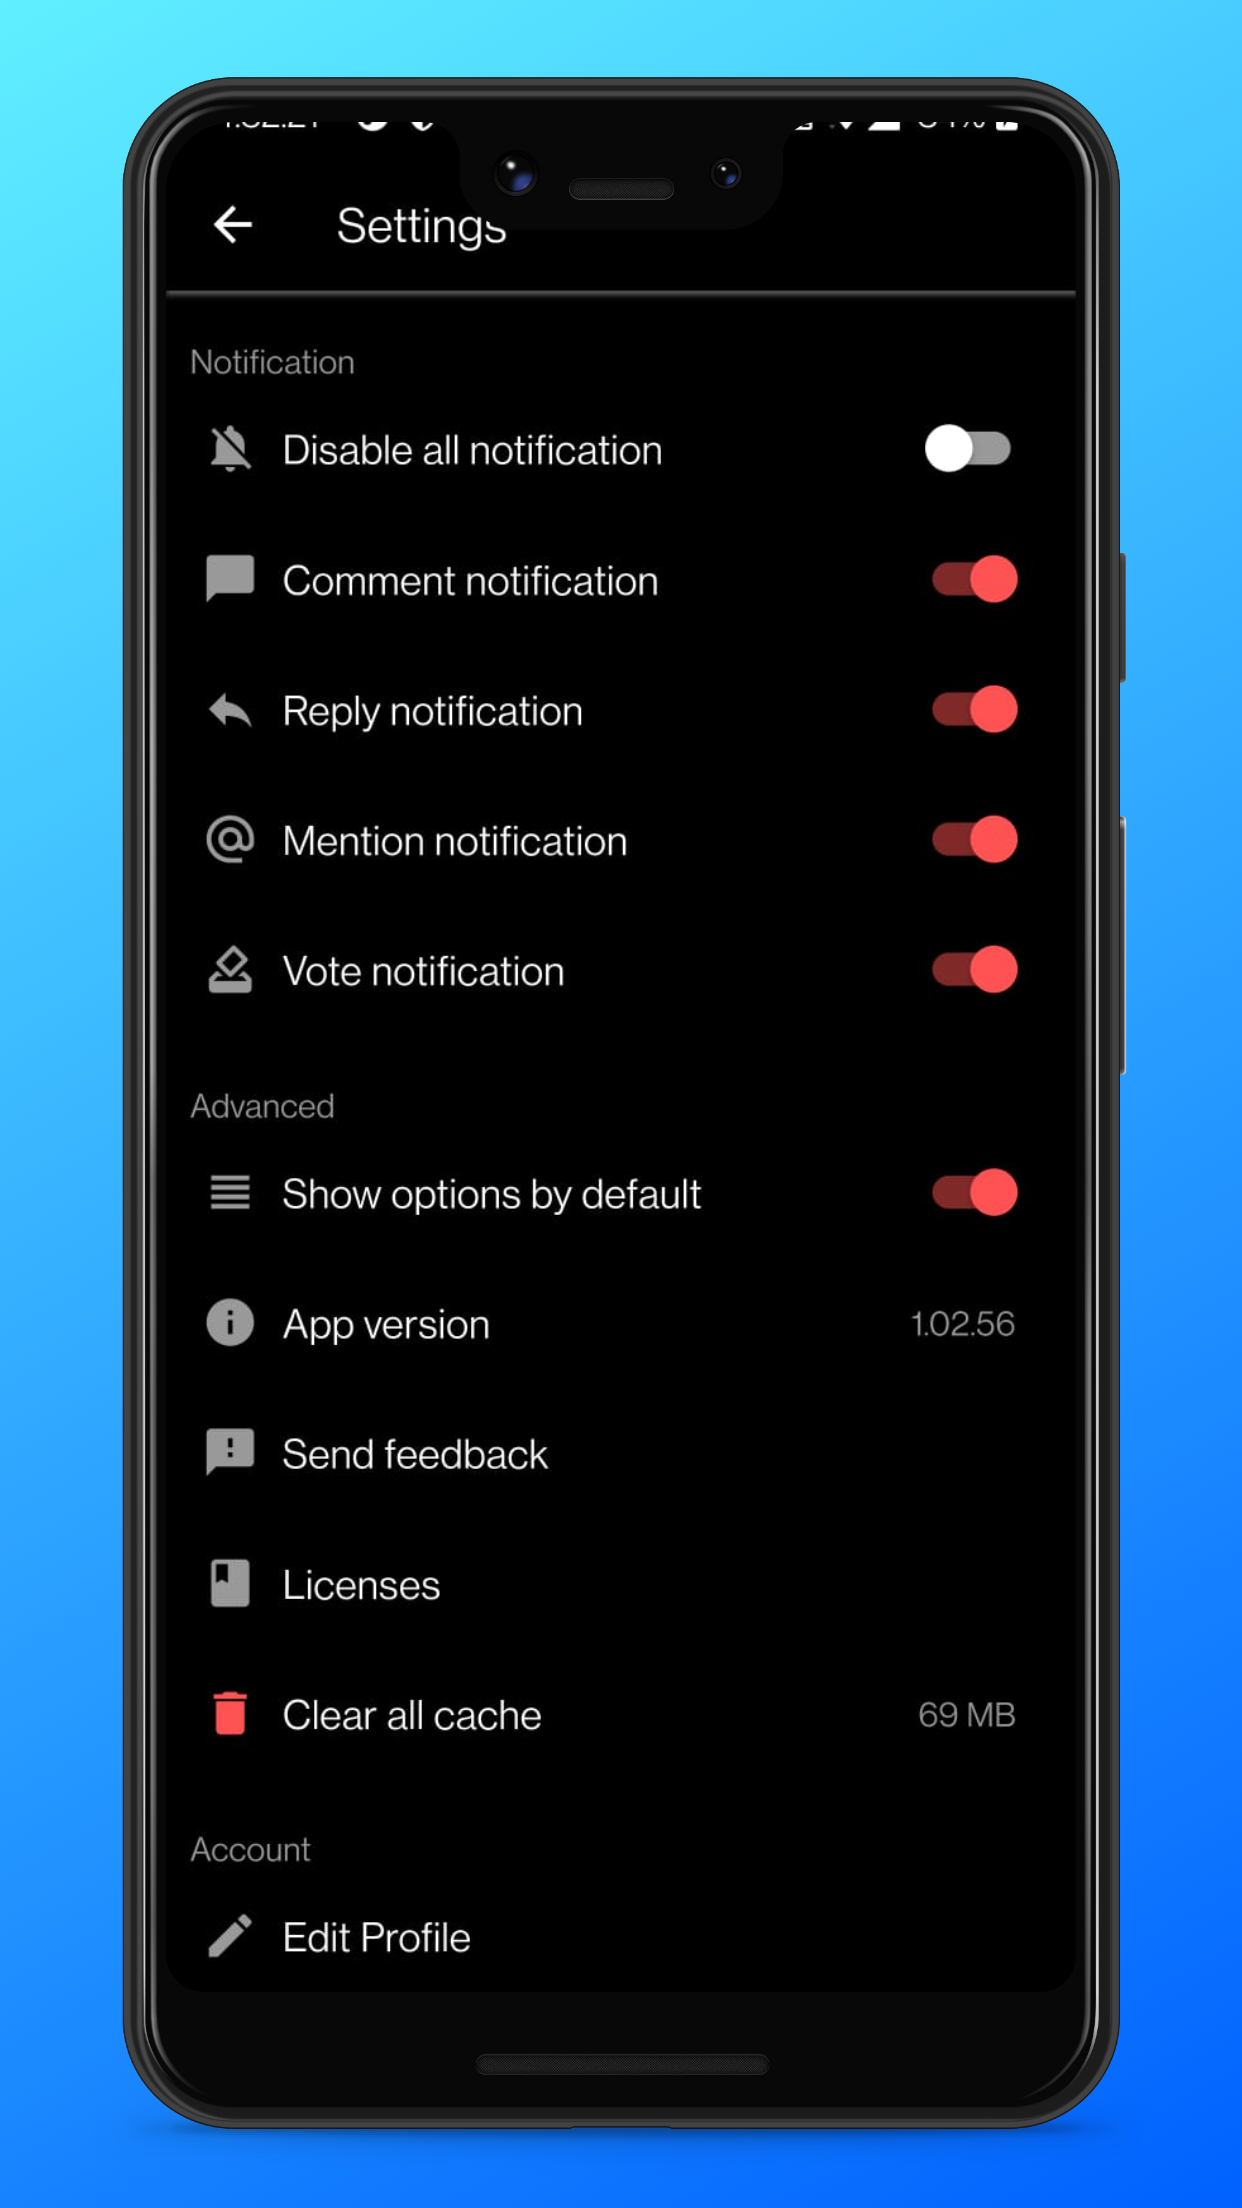 Settings
Notification
Disable all notification
Comment notification
Reply notification
Mention notification
Vote notification
Advanced
Show options by default
App version 1.02.56
Send feedback
Licenses
Clear all cache 69 MB
Account
Edit Profile